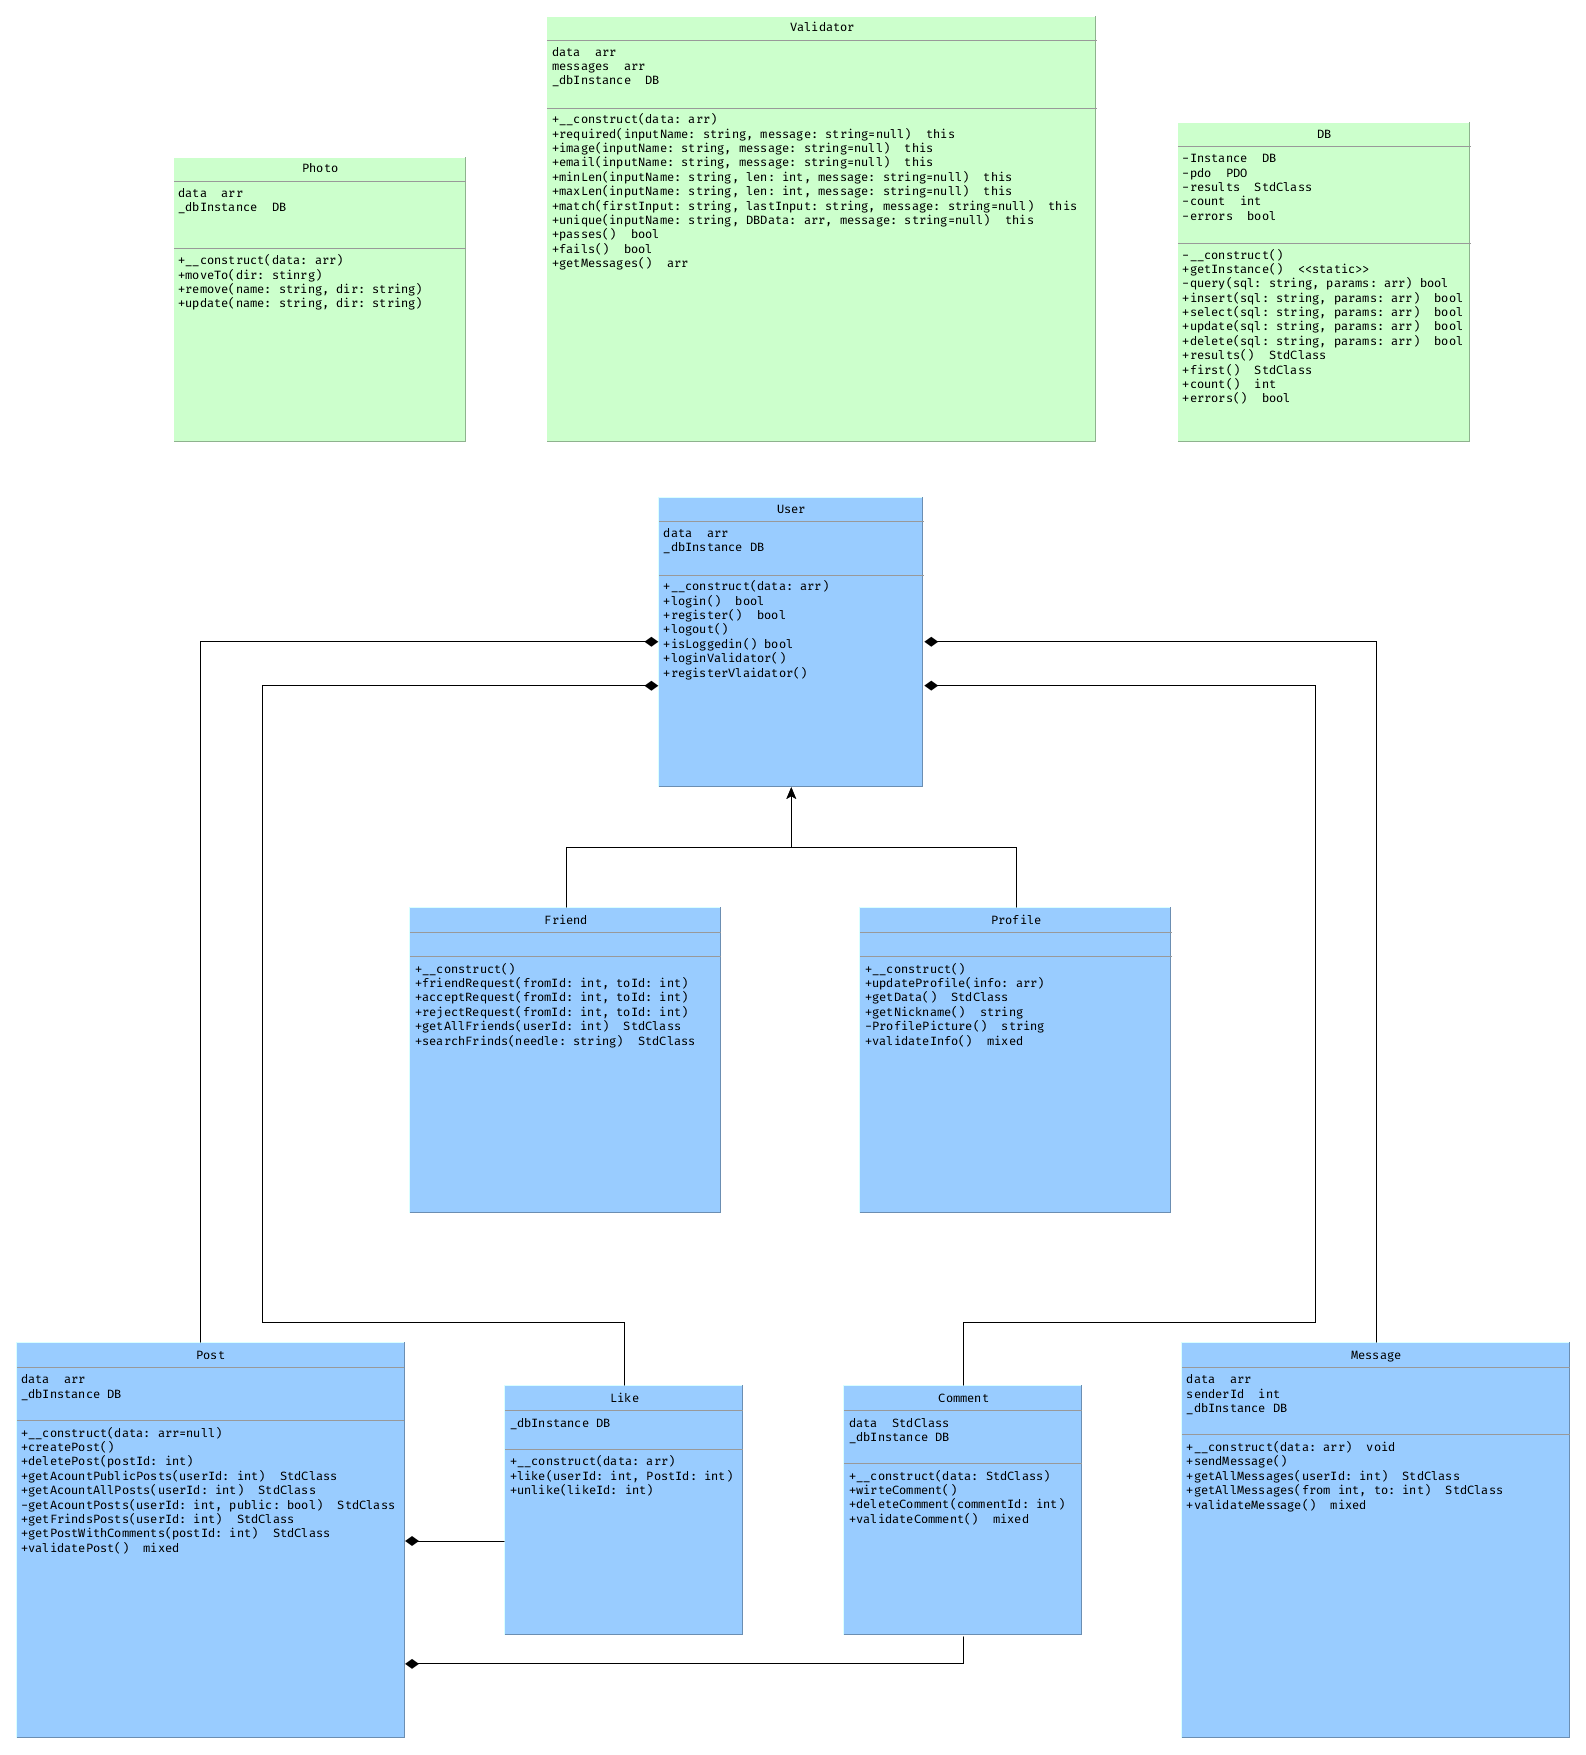 Validator
data  arr
messages  arr
_dbInstance  DB
+__construct(data: arr)
+required(inputName: string, message: string=null)  this
+image(inputName: string, message: string=null)  this
+email(inputName: string, message: string=null)  this
+minLen(inputName: string, len: int, message: string=null)  this
+maxLen(inputName: string, len: int, message: string=null)  this
+match(firstInput: string, lastInput: string, message: string=null)  this
+unique(inputName: string, DBData: arr, message: string=null)  this
+passes()  bool
+fails()  bool
+getMessages()  arr
DB
-Instance  DB
-pdo  PDO
-results  StdClass
-count  int
-errors  bool
-__construct()
+getInstance()  <<static>>
-query(sql: string, params: arr) bool
+insert(sql: string, params: arr)  bool
+select(sql: string, params: arr)  bool
+update(sql: string, params: arr)  bool
+delete(sql: string, params: arr)  bool
+results()  StdClass
+first()  StdClass
+count()  int
+errors()  bool
Photo
data  arr
_dbInstance  DB
+__construct(data: arr)
+moveTo(dir: stinrg)
+remove(name: string, dir: string)
+update(name: string, dir: string)
User
data  arr
_dbInstance DB
+__construct(data: arr)
+login()  bool
+register()  bool
+logout()
+isLoggedin() bool
+loginValidator()
+registerVlaidator()
Friend
+__construct()
+friendRequest(fromId: int, toId: int)
+acceptRequest(fromId: int, toId: int)
+rejectRequest(fromId: int, toId: int)
+getAllFriends(userId: int)  StdClass
+searchFrinds(needle: string)  StdClass
Profile
+__construct()
+updateProfile(info: arr)
+getData()  StdClass
+getNickname()  string
-ProfilePicture()  string
+validateInfo()  mixed
Post
data  arr
_dbInstance DB
+__construct(data: arr=null)
+createPost()
+deletePost(postId: int)
+getAcountPublicPosts(userId: int)  StdClass
+getAcountAllPosts(userId: int)  StdClass
-getAcountPosts(userId: int, public: bool)  StdClass
+getFrindsPosts(userId: int)  StdClass
+getPostWithComments(postId: int)  StdClass
+validatePost()  mixed
Like
_dbInstance DB
+__construct(data: arr)
+like(userId: int, PostId: int)
+unlike(likeId: int)
Comment
data  StdClass
_dbInstance DB
+__construct(data: StdClass)
+wirteComment()
+deleteComment(commentId: int)
+validateComment()  mixed
Message
data  arr
senderId  int
_dbInstance DB
+__construct(data: arr)  void
+sendMessage()
+getAllMessages(userId: int)  StdClass
+getAllMessages(from int, to: int)  StdClass
+validateMessage()  mixed